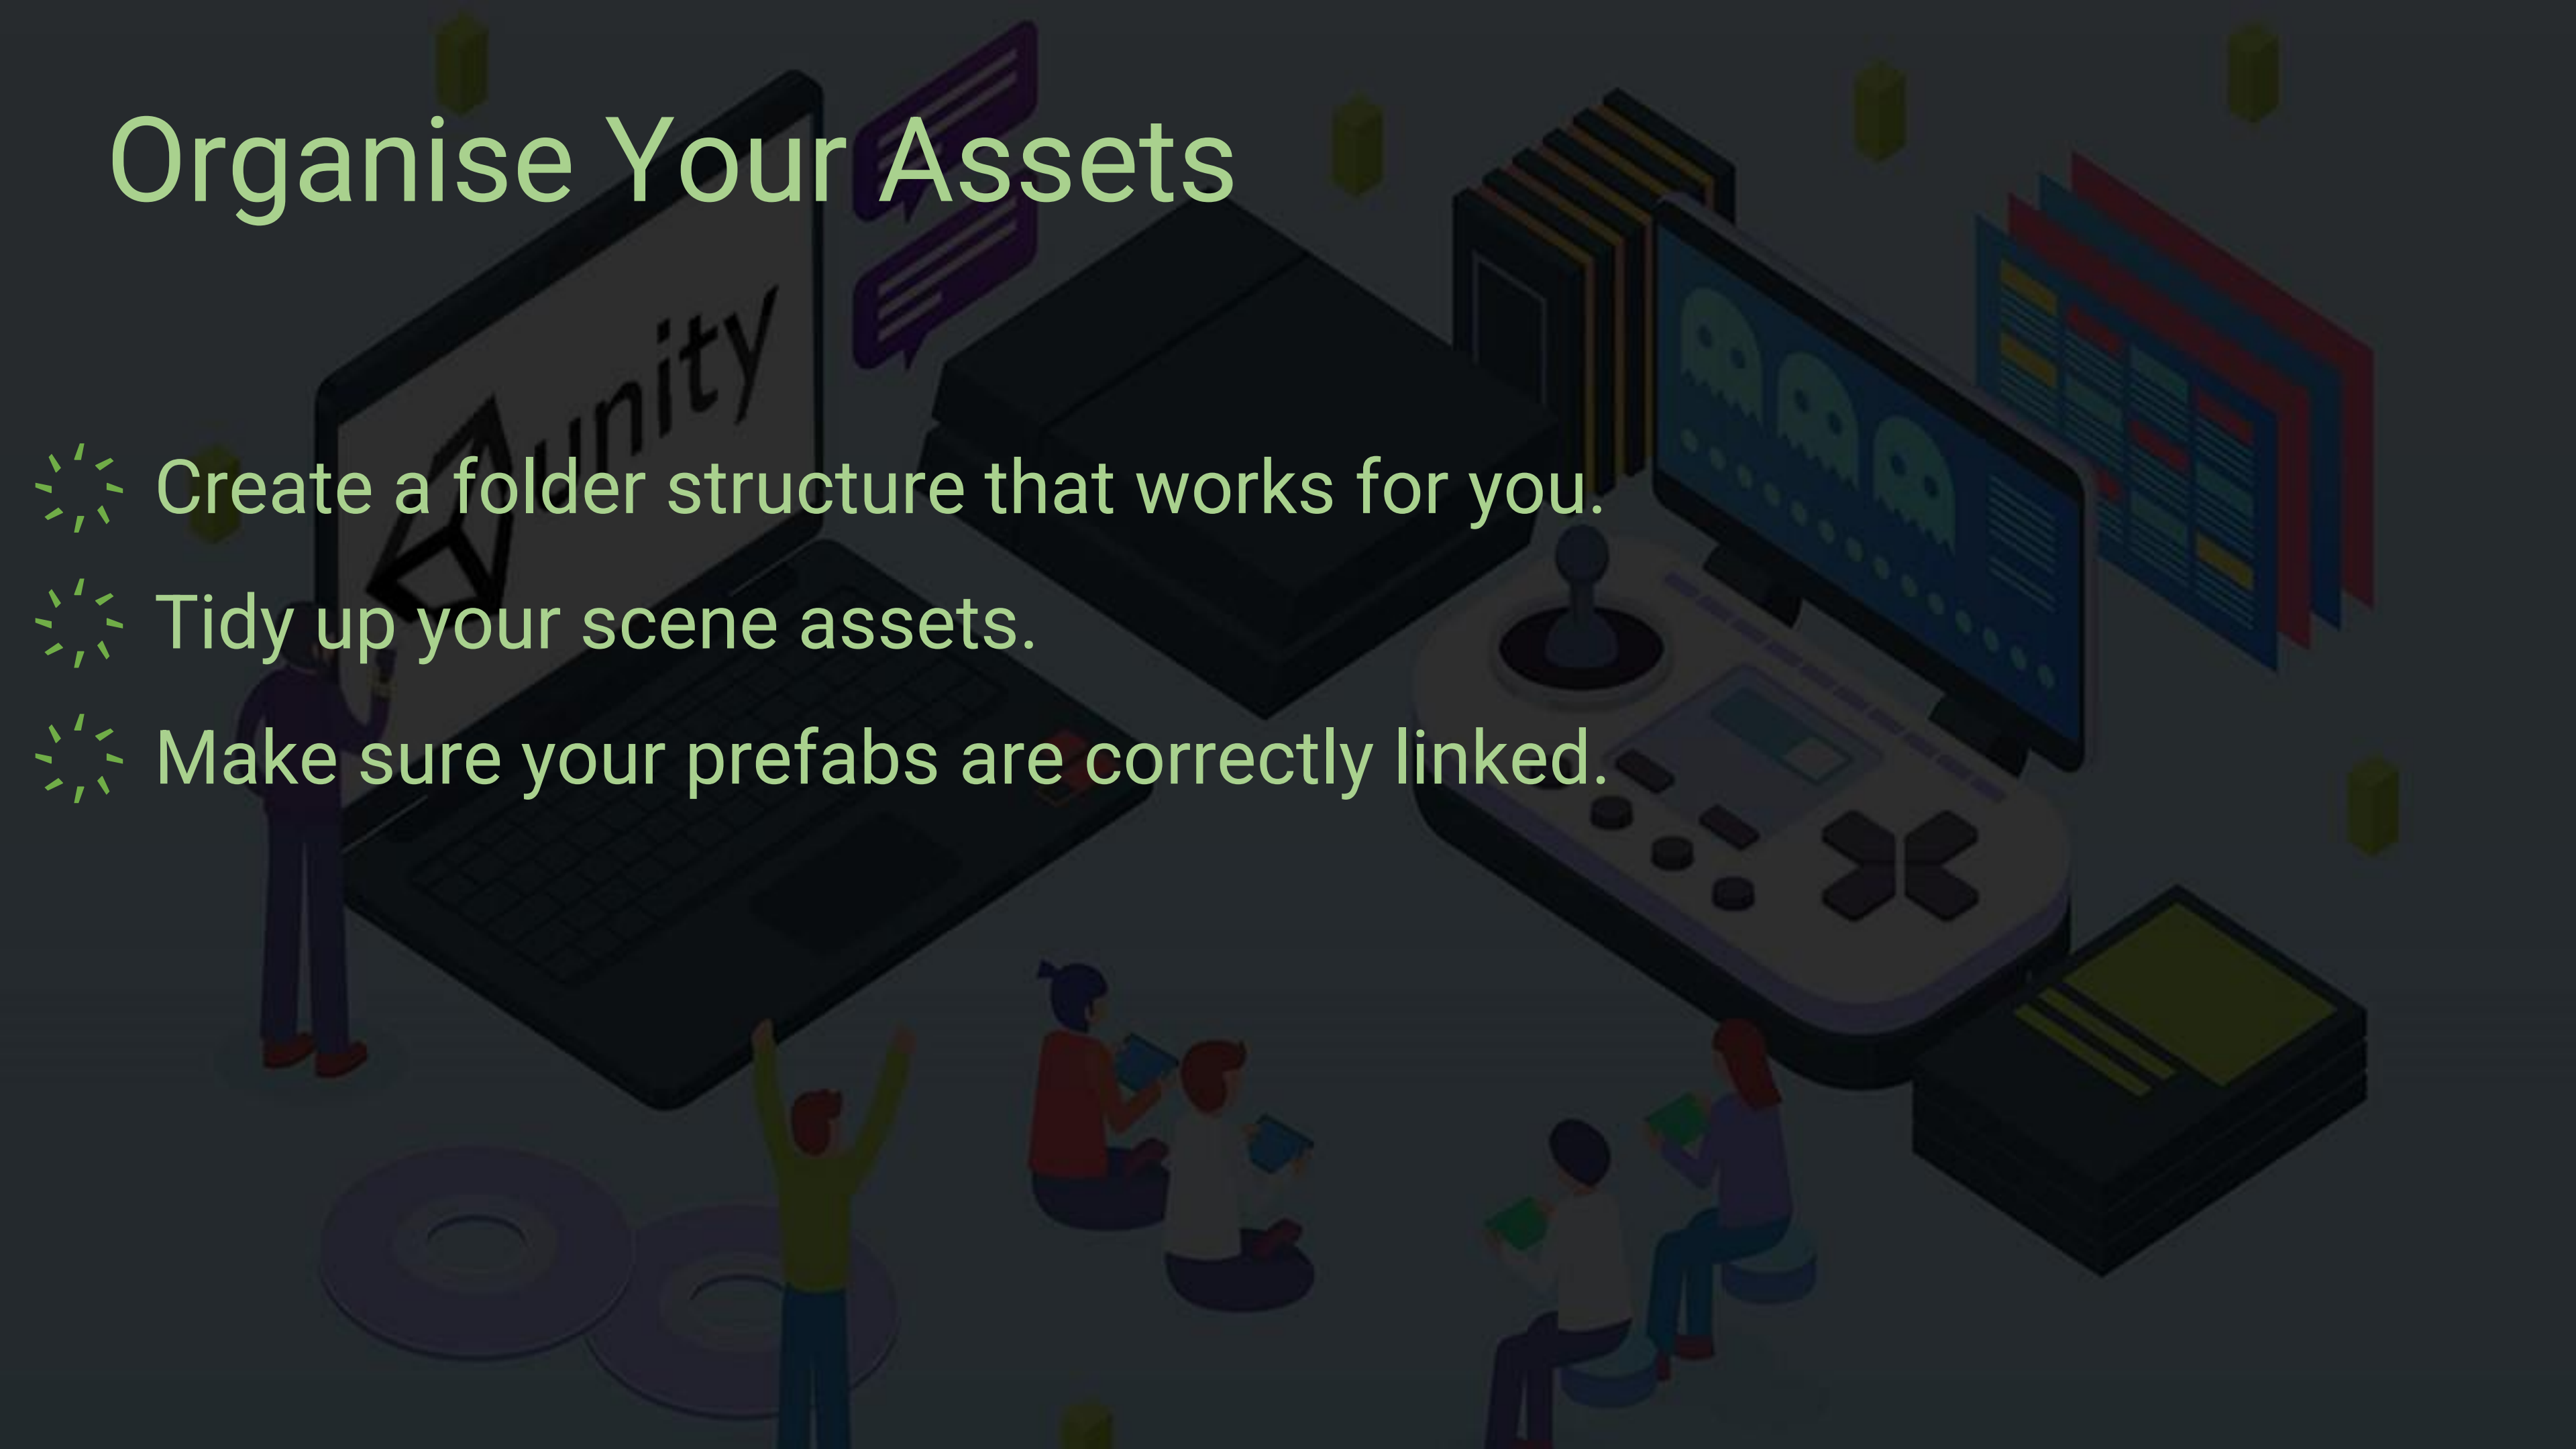 Organise Your Assets
unity
Create a folder structure that works for you.
Tidy up your scene assets.
Make sure your prefabs are correctly linked.